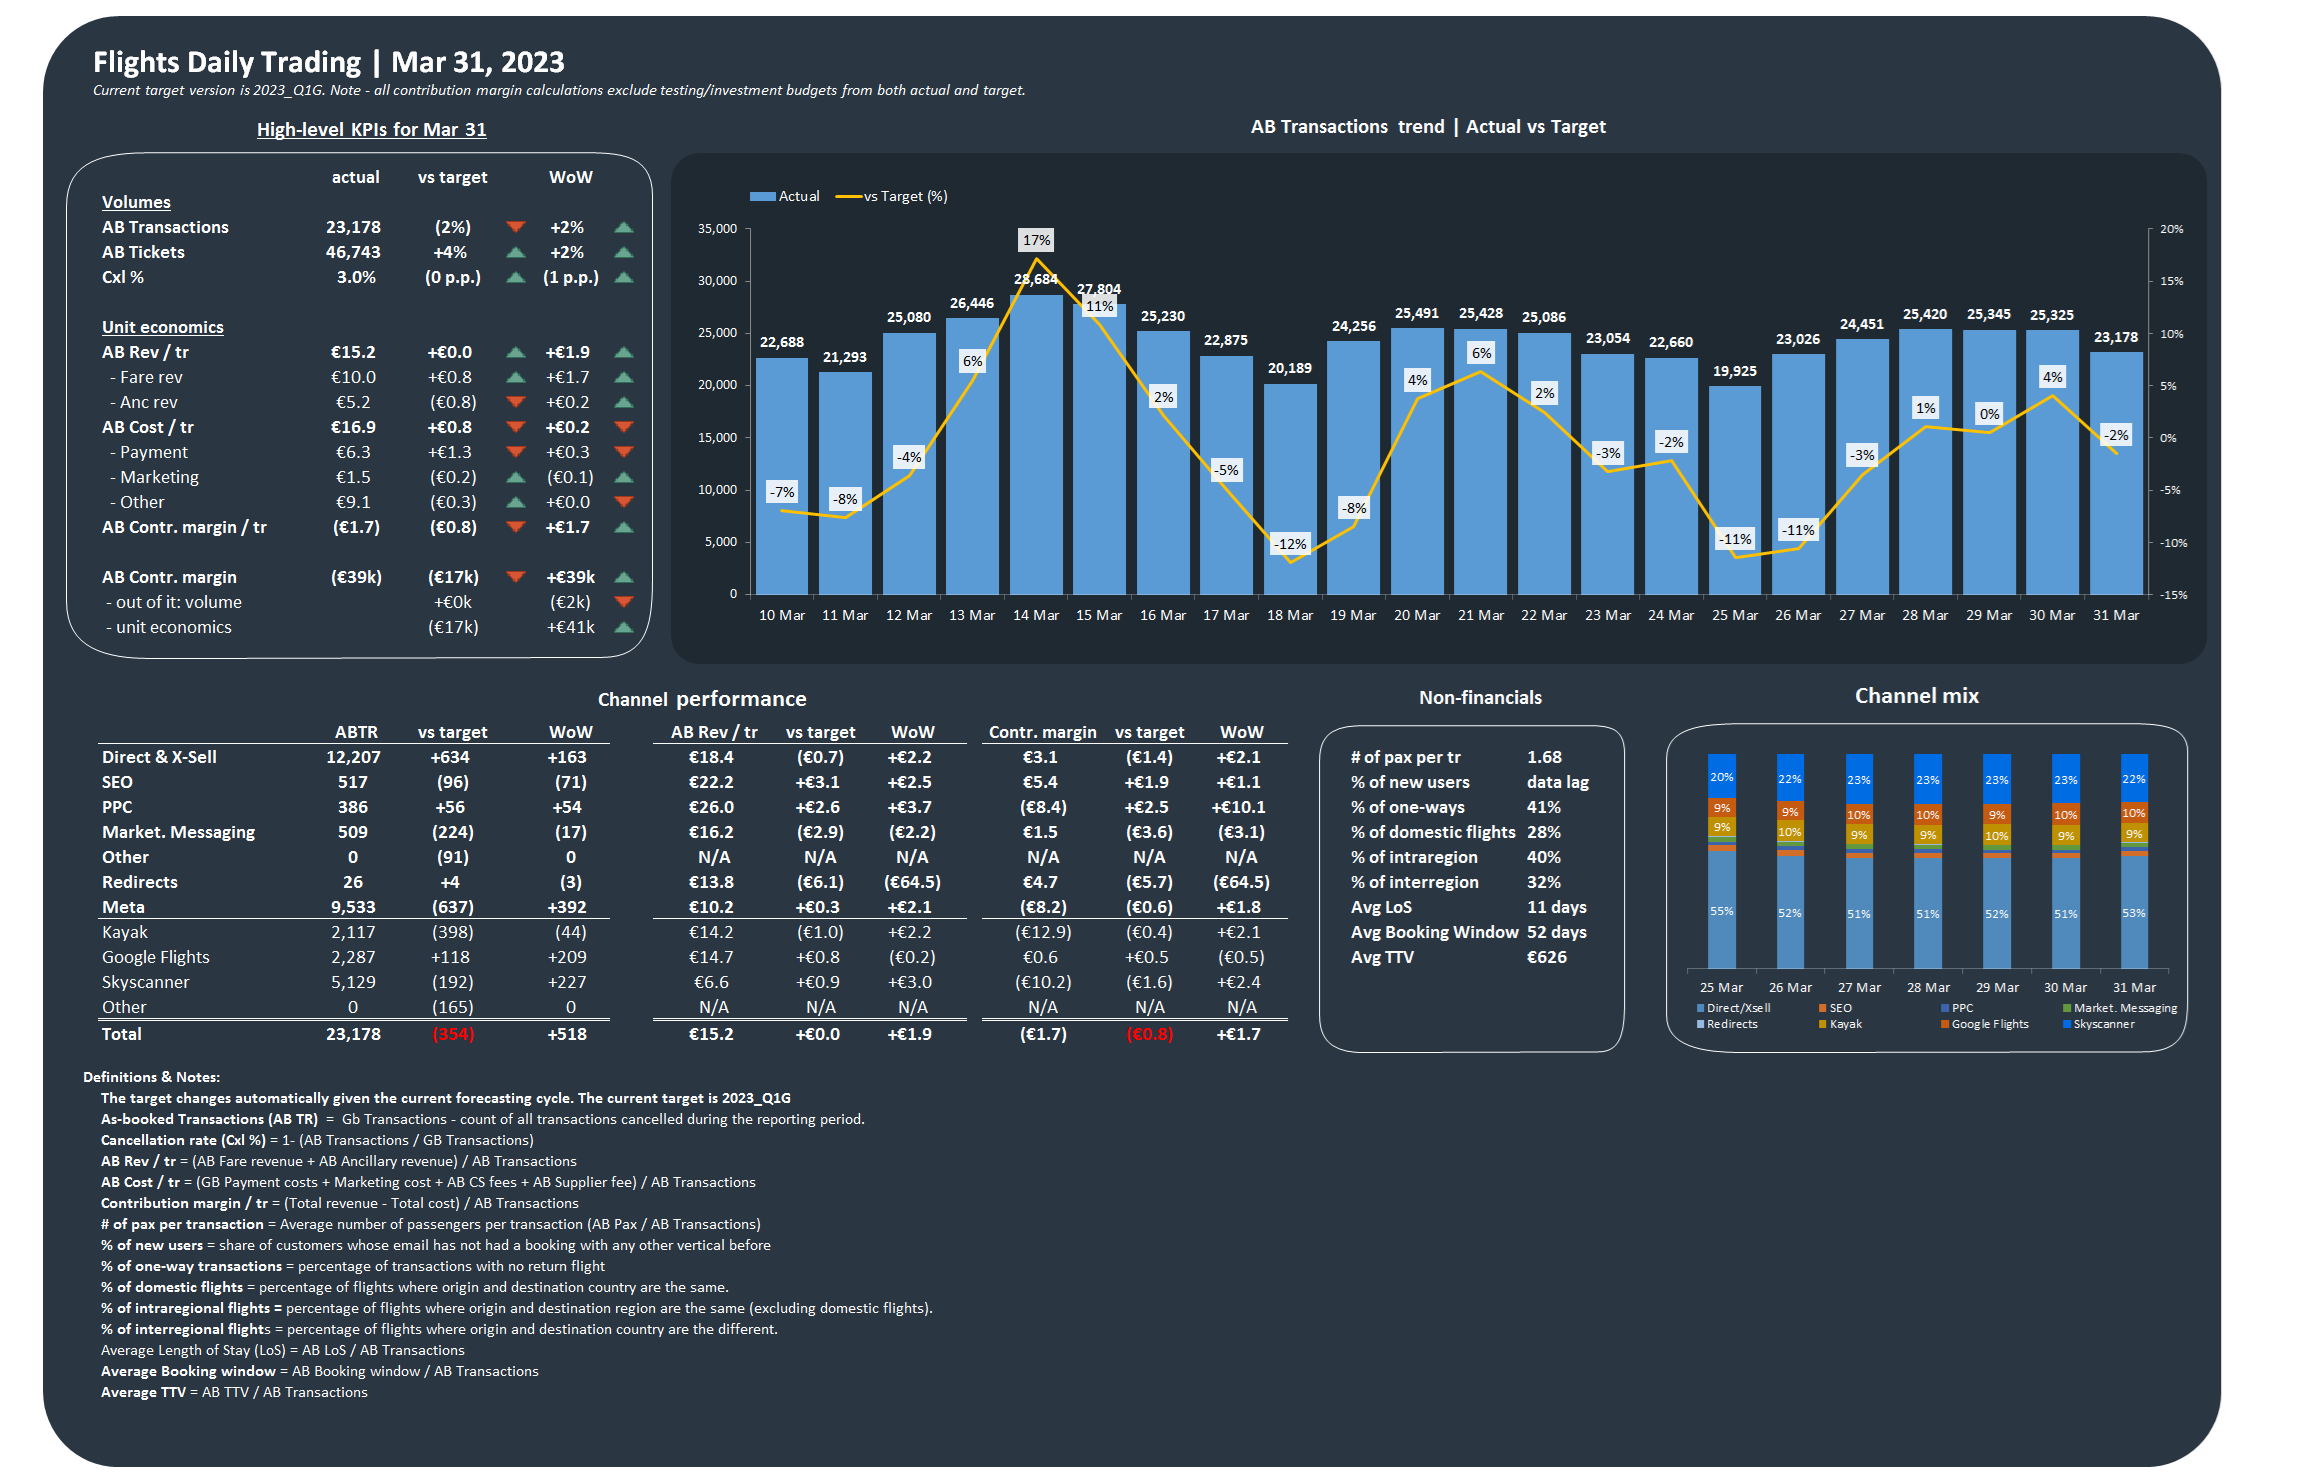 Flights Daily Trading | Mar 31, 2023
Current target version is 2023_Q1G. Note - all contribution margin calculations exclude testing/investment budgets from both actual and target.
High-level KPIs for Mar 31
actual vs target WoW
Volumes
AB Transactions 23,178 (2%) +2%
AB Tickets 46,743 +4% +2%
Cxl % 3.0% (0 p.p.) (1 p.p.)
Unit economics
AB Rev / tr €15.2 +€0.0 +€1.9
- Fare rev €10.0 +€0.8 +€1.7
- Anc rev €5.2 (€0.8) +€0.2
AB Cost / tr €16.9 +€0.8 +€0.2
- Payment €6.3 +€1.3 +€0.3
- Marketing €1.5 (€0.2) (€0.1)
- Other €9.1 (€0.3) +€0.0
AB Contr. margin / tr (€1.7) (€0.8) +€1.7
AB Contr. margin (€39k) (€17k) +€39k
- out of it: volume +€0k (€2k)
- unit economics (€17k) +€41k
AB Transactions trend | Actual vs Target
Actual vs Target (%)
35,000
30,000
25,000
20,000
15,000
10,000
5,000
0
20%
15%
10%
5%
0%
-5%
-10%
-15%
22,688 21,293 25,080 26,446 28,684 27,804 25,230 22,875 20,189 24,256 25,491 25,428 25,086 23,054 22,660 19,925 23,026 24,451 25,420 25,345 25,325 23,178
-7% -8% -4% 6% 17% 11% 2% -5% -12% -8% 4% 6% 2% -3% -2% -11% -11% -3% 1% 0% 4% -2%
10 Mar 11 Mar 12 Mar 13 Mar 14 Mar 15 Mar 16 Mar 17 Mar 18 Mar 19 Mar 20 Mar 21 Mar 22 Mar 23 Mar 24 Mar 25 Mar 26 Mar 27 Mar 28 Mar 29 Mar 30 Mar 31 Mar
Channel performance
ABTR vs target WoW AB Rev / tr vs target WoW Contr. margin vs target WoW
Direct & X-Sell 12,207 +634 +163 €18.4 (€0.7) +€2.2 €3.1 (€1.4) +€2.1
SEO 517 (96) (71) €22.2 +€3.1 +€2.5 €5.4 +€1.9 +€1.1
PPC 386 +56 +54 €26.0 +€2.6 +€3.7 (€8.4) +€2.5 +€10.1
Market. Messaging 509 (224) (17) €16.2 (€2.9) (€2.2) €1.5 (€3.6) (€3.1)
Other 0 (91) 0 N/A N/A N/A N/A N/A N/A
Redirects 26 +4 (3) €13.8 (€6.1) (€64.5) €4.7 (€5.7) (€64.5)
Meta 9,533 (637) +392 €10.2 +€0.3 +€2.1 (€8.2) (€0.6) +€1.8
Kayak 2,117 (398) (44) €14.2 (€1.0) +€2.2 (€12.9) (€0.4) +€2.1
Google Flights 2,287 +118 +209 €14.7 +€0.8 (€0.2) €0.6 +€0.5 (€0.5)
Skyscanner 5,129 (192) +227 €6.6 +€0.9 +€3.0 (€10.2) (€1.6) +€2.4
Other 0 (165) 0 N/A N/A N/A N/A N/A N/A
Total 23,178 (354) +518 €15.2 +€0.0 +€1.9 (€1.7) (€0.8) +€1.7
Non-financials
# of pax per tr 1.68
% of new users data lag
% of one-ways 41%
% of domestic flights 28%
% of intraregion 40%
% of interregion 32%
Avg LoS 11 days
Avg Booking Window 52 days
Avg TTV €626
Channel mix
20% 22% 23% 23% 23% 23% 22%
9% 9% 10% 10% 9% 10% 10%
9% 10% 9% 9% 10% 9% 9%
55% 52% 51% 51% 52% 51% 53%
25 Mar 26 Mar 27 Mar 28 Mar 29 Mar 30 Mar 31 Mar
Direct/Xsell SEO PPC Market. Messaging
Redirects Kayak Google Flights Skyscanner
Definitions & Notes:
The target changes automatically given the current forecasting cycle. The current target is 2023_Q1G
As-booked Transactions (AB TR) = Gb Transactions - count of all transactions cancelled during the reporting period.
Cancellation rate (Cxl %) = 1- (AB Transactions / GB Transactions)
AB Rev / tr = (AB Fare revenue + AB Ancillary revenue) / AB Transactions
AB Cost / tr = (GB Payment costs + Marketing cost + AB CS fees + AB Supplier fee) / AB Transactions
Contribution margin / tr = (Total revenue - Total cost) / AB Transactions
# of pax per transaction = Average number of passengers per transaction (AB Pax / AB Transactions)
% of new users = share of customers whose email has not had a booking with any other vertical before
% of one-way transactions = percentage of transactions with no return flight
% of domestic flights = percentage of flights where origin and destination country are the same.
% of intraregional flights = percentage of flights where origin and destination region are the same (excluding domestic flights).
% of interregional flights = percentage of flights where origin and destination country are the different.
Average Length of Stay (LoS) = AB LoS / AB Transactions
Average Booking window = AB Booking window / AB Transactions
Average TTV = AB TTV / AB Transactions